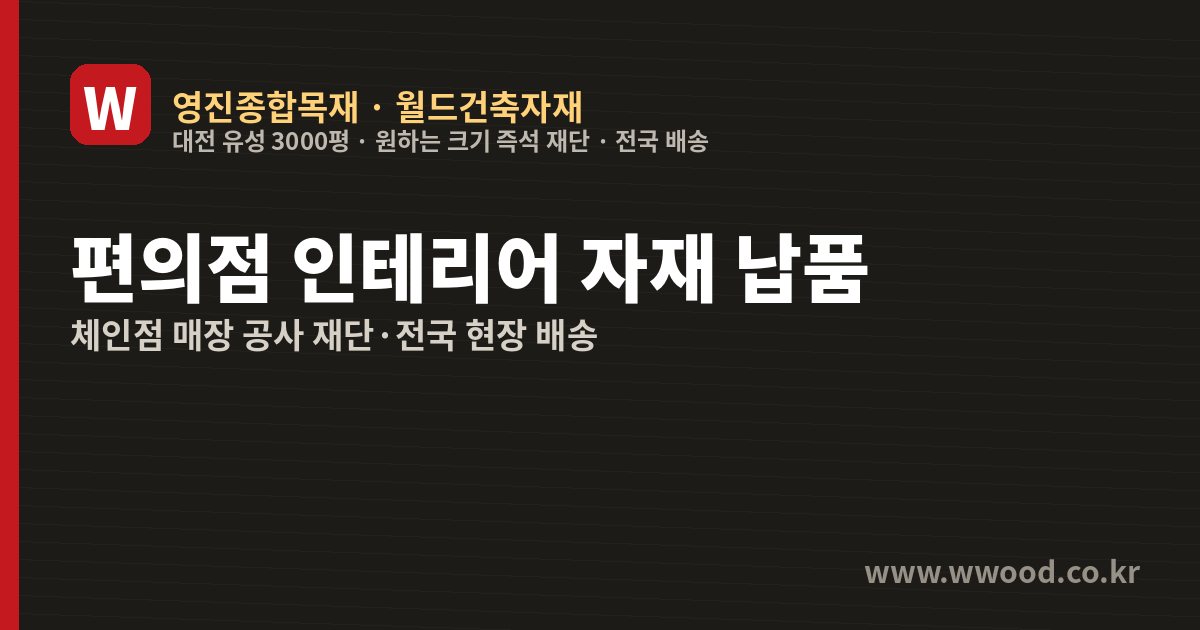 W
영진종합목재 · 월드건축자재
대전 유성 3000평 · 원하는 크기 즉석 재단 · 전국 배송
편의점 인테리어 자재 납품
체인점 매장 공사 재단·전국 현장 배송
www.wwood.co.kr